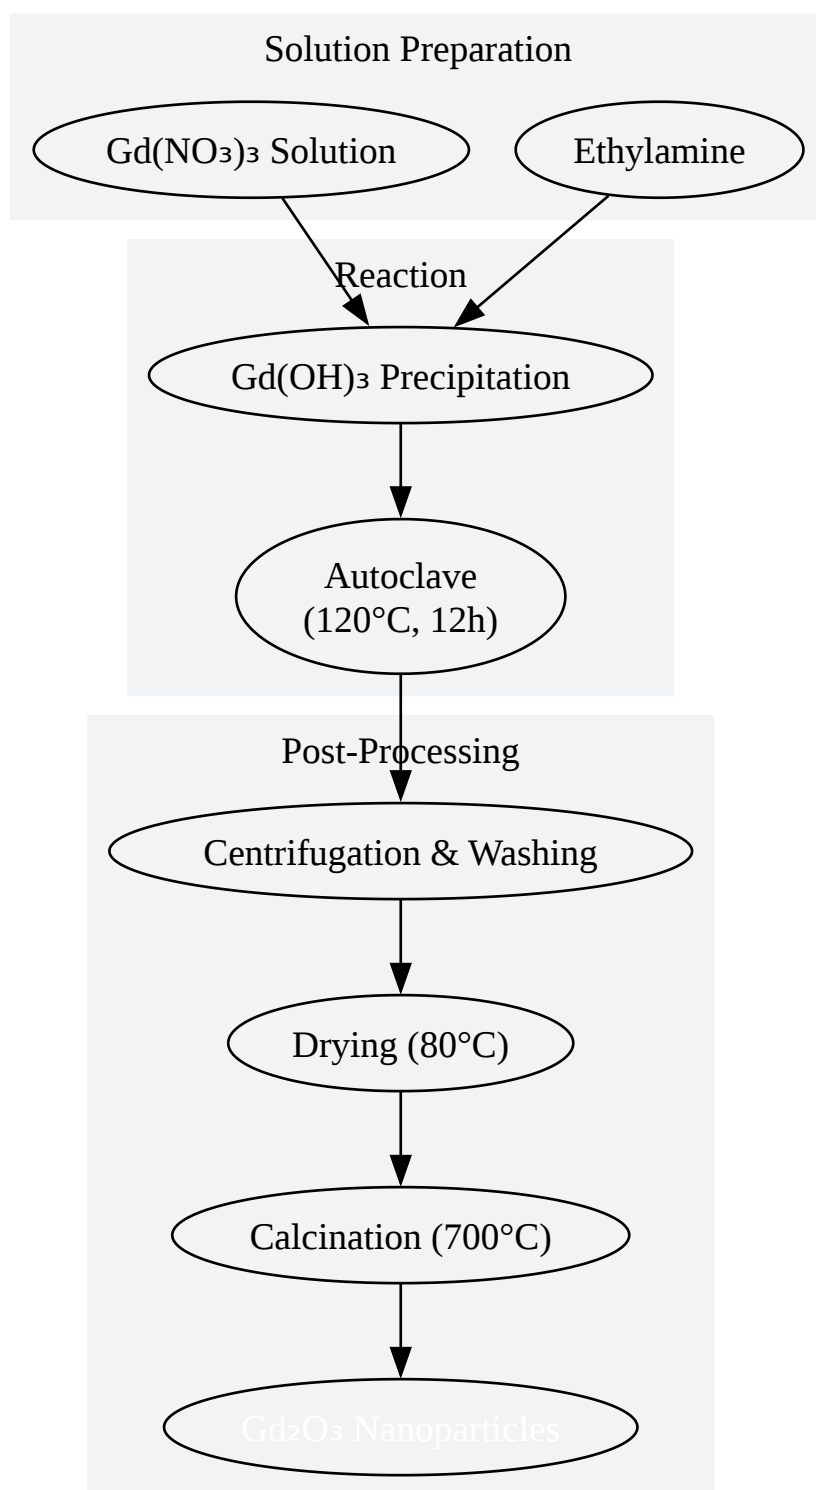 Solution Preparation
Gd(NO₃)₃ Solution
Ethylamine
Reaction
Gd(OH)₃ Precipitation
Autoclave
(120°C, 12h)
Post-Processing
Centrifugation & Washing
Drying (80°C)
Calcination (700°C)
Gd₂O₃ Nanoparticles